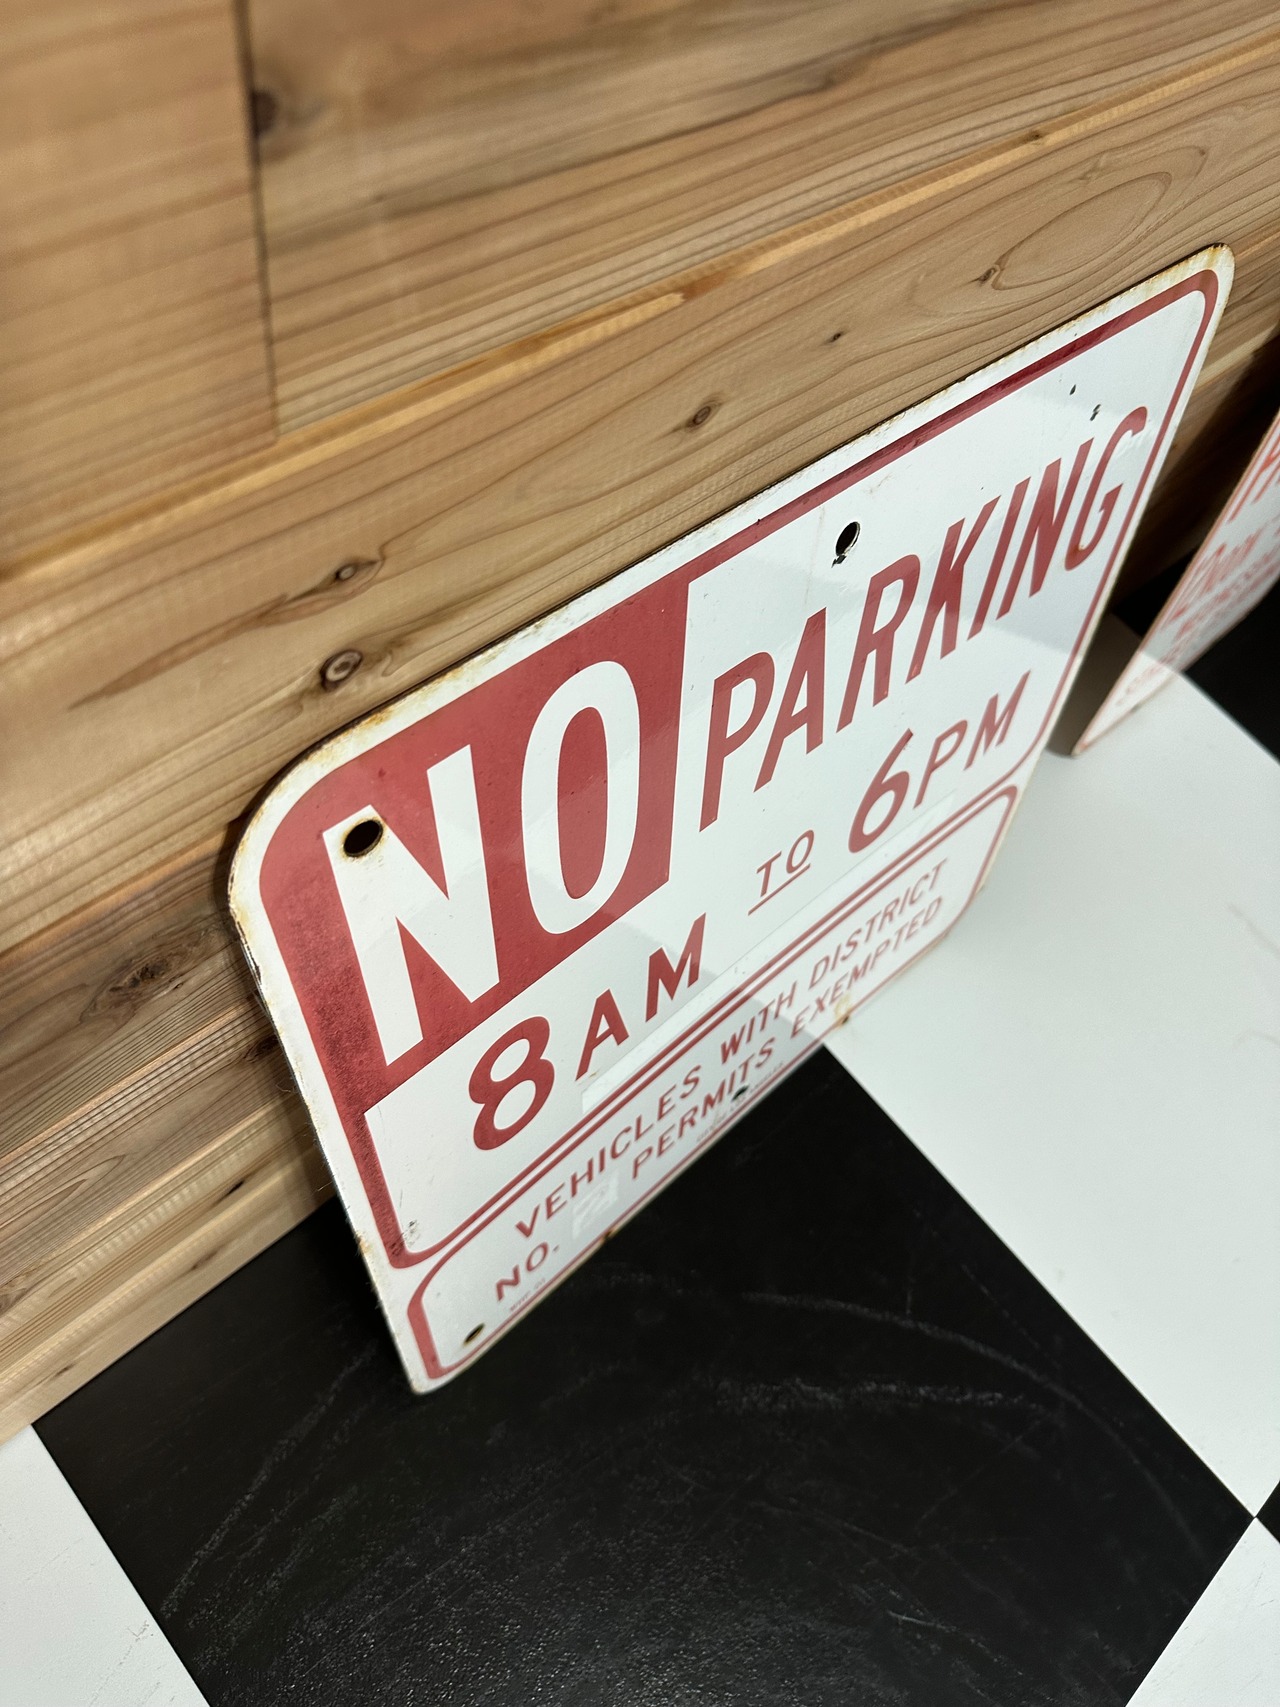 NO PARKING
8AM TO 6PM
VEHICLES WITH DISTRICT
NO. PERMITS EXEMPTED